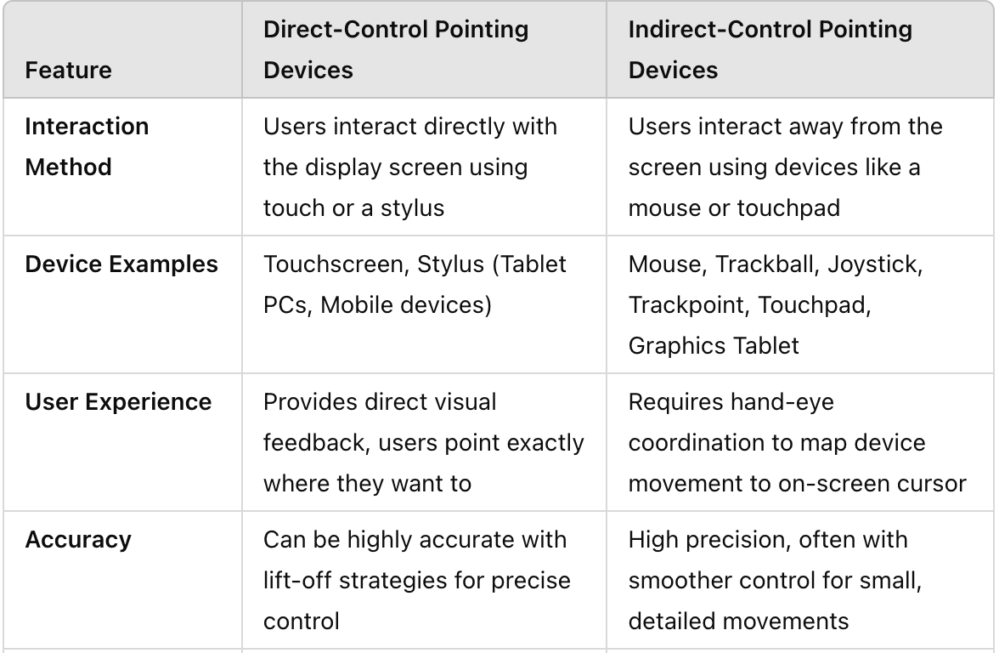 Feature
Direct-Control Pointing
Devices
Indirect-Control Pointing
Devices
Interaction
Method
Users interact directly with
the display screen using
touch or a stylus
Users interact away from the
screen using devices like a
mouse or touchpad
Device Examples
Touchscreen, Stylus (Tablet
PCs, Mobile devices)
Mouse, Trackball, Joystick,
Trackpoint, Touchpad,
Graphics Tablet
User Experience
Provides direct visual
feedback, users point exactly
where they want to
Requires hand-eye
coordination to map device
movement to on-screen cursor
Accuracy
Can be highly accurate with
lift-off strategies for precise
control
High precision, often with
smoother control for small,
detailed movements